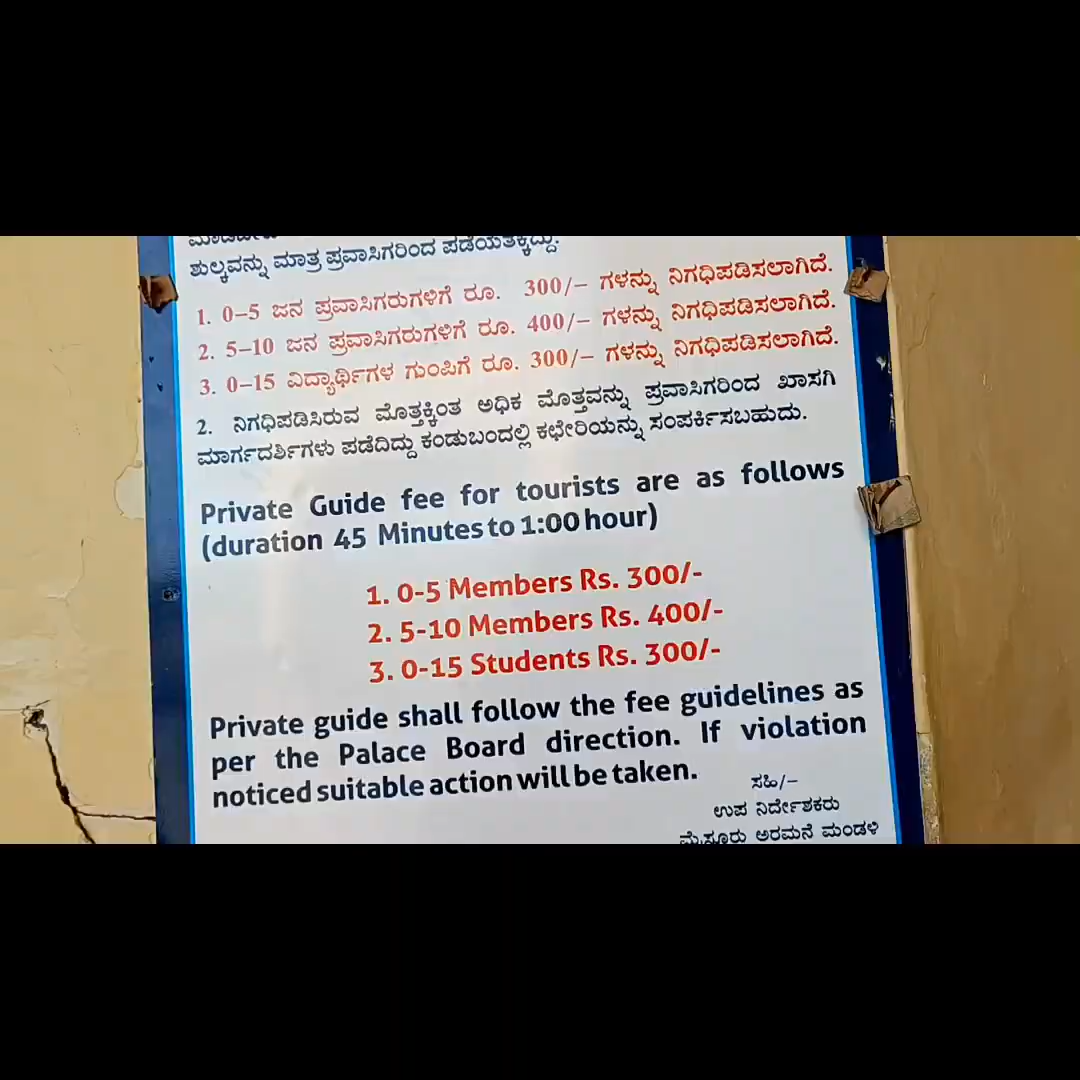 ಶುಲ್ಕವನ್ನು ಮಾತ್ರ ಪ್ರವಾಸಿಗರಿಂದ ಪಡೆಯತಕ್ಕದ್ದು.
1. 0–5 ಜನ ಪ್ರವಾಸಿಗರುಗಳಿಗೆ ರೂ. 300/– ಗಳನ್ನು ನಿಗಧಿಪಡಿಸಲಾಗಿದೆ.
2. 5–10 ಜನ ಪ್ರವಾಸಿಗರುಗಳಿಗೆ ರೂ. 400/– ಗಳನ್ನು ನಿಗಧಿಪಡಿಸಲಾಗಿದೆ.
3. 0–15 ವಿದ್ಯಾರ್ಥಿಗಳ ಗುಂಪಿಗೆ ರೂ. 300/– ಗಳನ್ನು ನಿಗಧಿಪಡಿಸಲಾಗಿದೆ.
2. ನಿಗಧಿಪಡಿಸಿರುವ ಮೊತ್ತಕ್ಕಿಂತ ಅಧಿಕ ಮೊತ್ತವನ್ನು ಪ್ರವಾಸಿಗರಿಂದ ಖಾಸಗಿ
ಮಾರ್ಗದರ್ಶಿಗಳು ಪಡೆದಿದ್ದು ಕಂಡುಬಂದಲ್ಲಿ ಕಛೇರಿಯನ್ನು ಸಂಪರ್ಕಿಸಬಹುದು.
Private Guide fee for tourists are as follows
(duration 45 Minutes to 1:00 hour)
1. 0-5 Members Rs. 300/-
2. 5-10 Members Rs. 400/-
3. 0-15 Students Rs. 300/-
Private guide shall follow the fee guidelines as
per the Palace Board direction. If violation
noticed suitable action will be taken.
ಸಹಿ/–
ಉಪ ನಿರ್ದೇಶಕರು
ಮೈಸೂರು ಅರಮನೆ ಮಂಡಳಿ